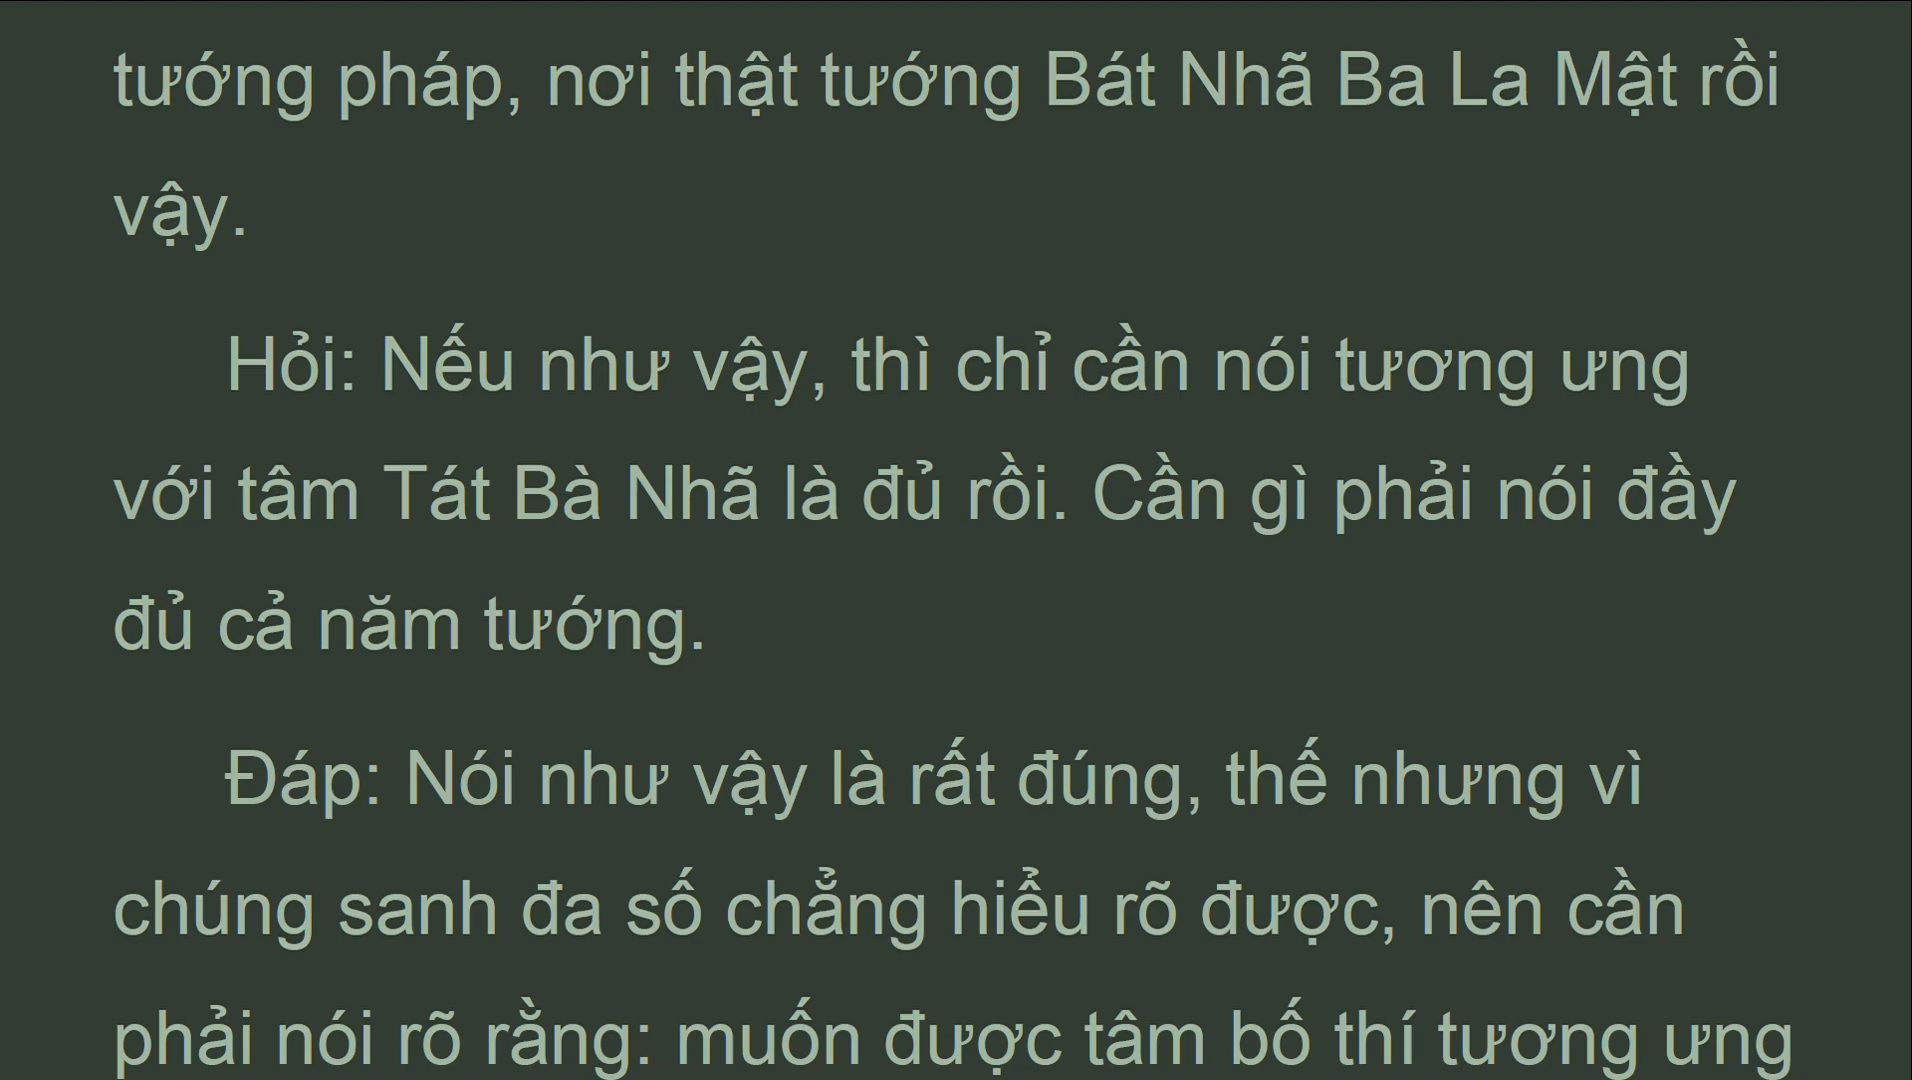 tướng pháp, nơi thật tướng Bát Nhã Ba La Mật rồi
vậy.
Hỏi: Nếu như vậy, thì chỉ cần nói tương ưng
với tâm Tát Bà Nhã là đủ rồi. Cần gì phải nói đầy
đủ cả năm tướng.
Đáp: Nói như vậy là rất đúng, thế nhưng vì
chúng sanh đa số chẳng hiểu rõ được, nên cần
phải nói rõ rằng: muốn được tâm bố thí tương ưng